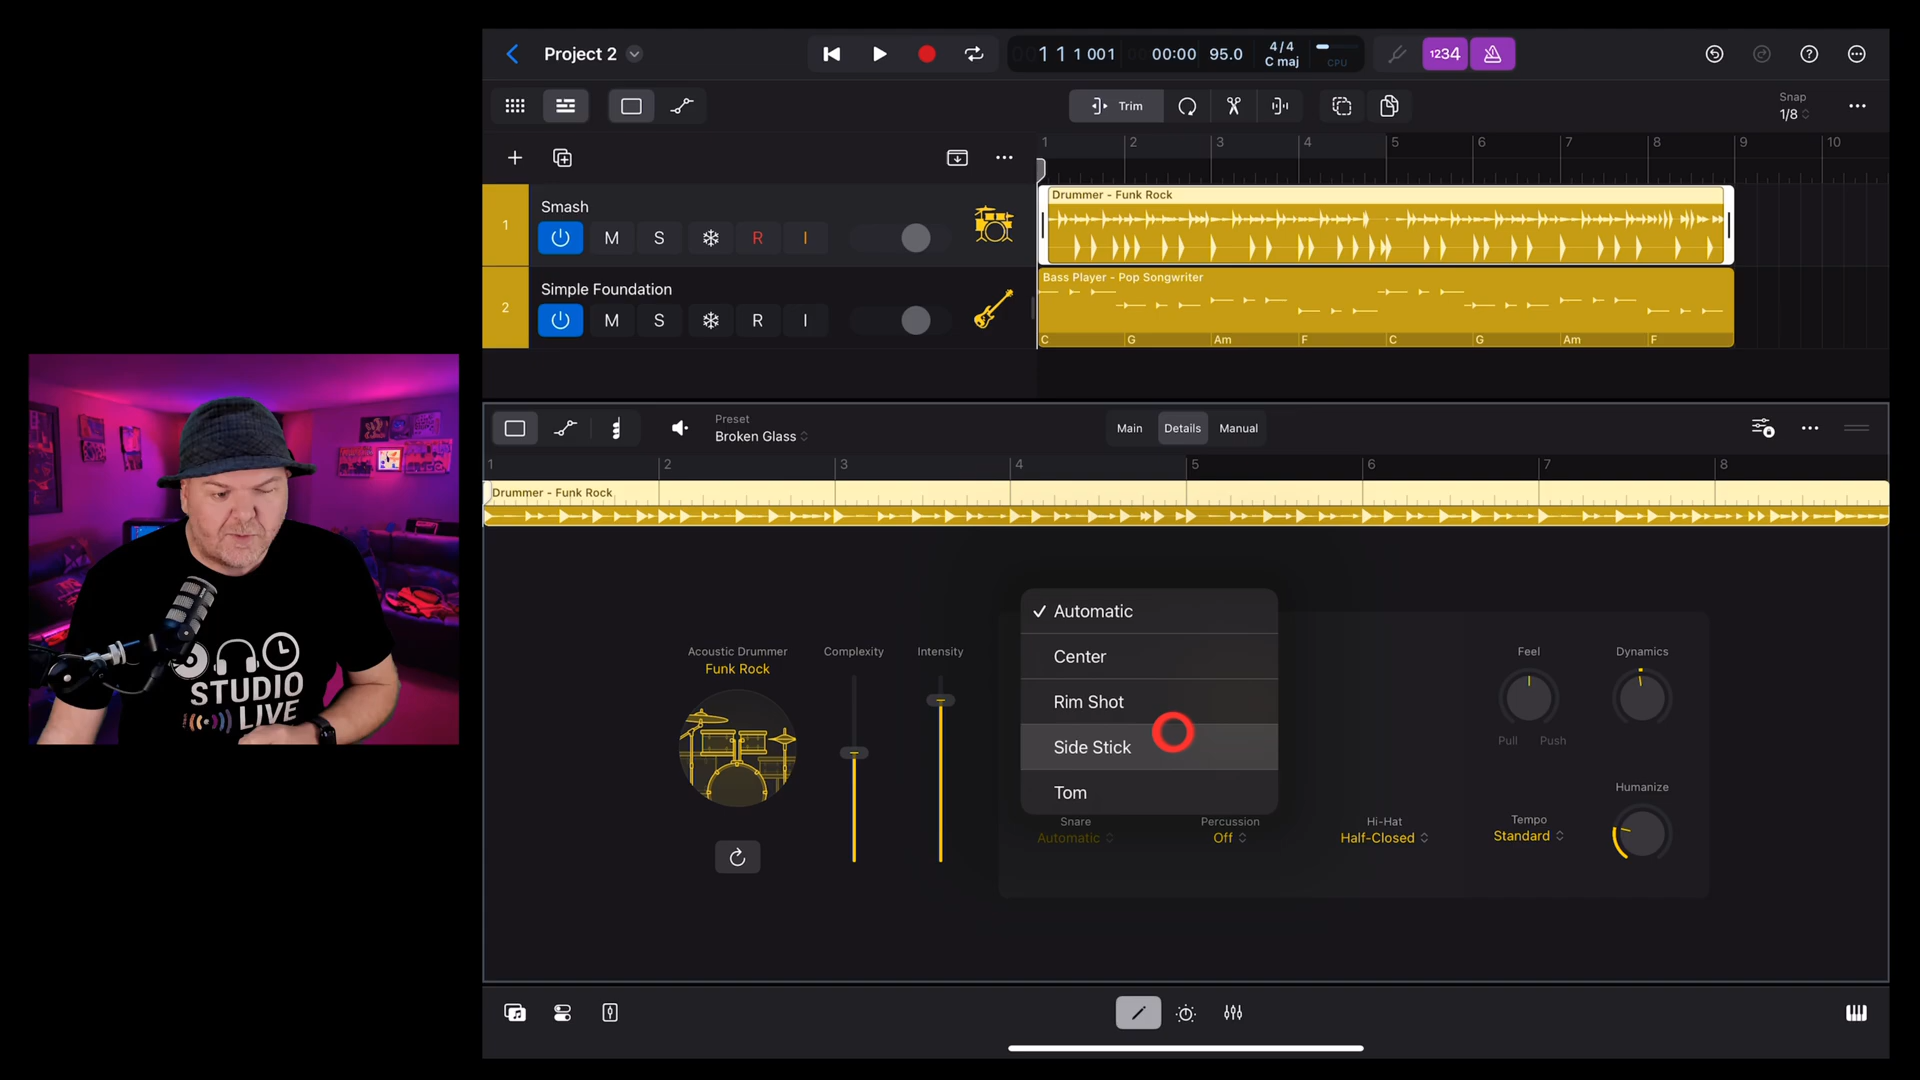 Project 2
1 1 1 001
00:00
95.0
4/4
C maj
CPU
1234
Trim
Snap
1/8
1 2 3 4 5 6 7 8 9 10
1
Smash
M S R I
Drummer - Funk Rock
2
Simple Foundation
M S R I
Bass Player - Pop Songwriter
C G Am F C G Am F
Preset
Broken Glass
Main Details Manual
1 2 3 4 5 6 7 8
Drummer - Funk Rock
Acoustic Drummer
Funk Rock
Complexity
Intensity
Automatic
Center
Rim Shot
Side Stick
Tom
Feel
Pull Push
Dynamics
Humanize
Snare
Automatic
Percussion
Off
Hi-Hat
Half-Closed
Tempo
Standard
STUDIO
LIVE